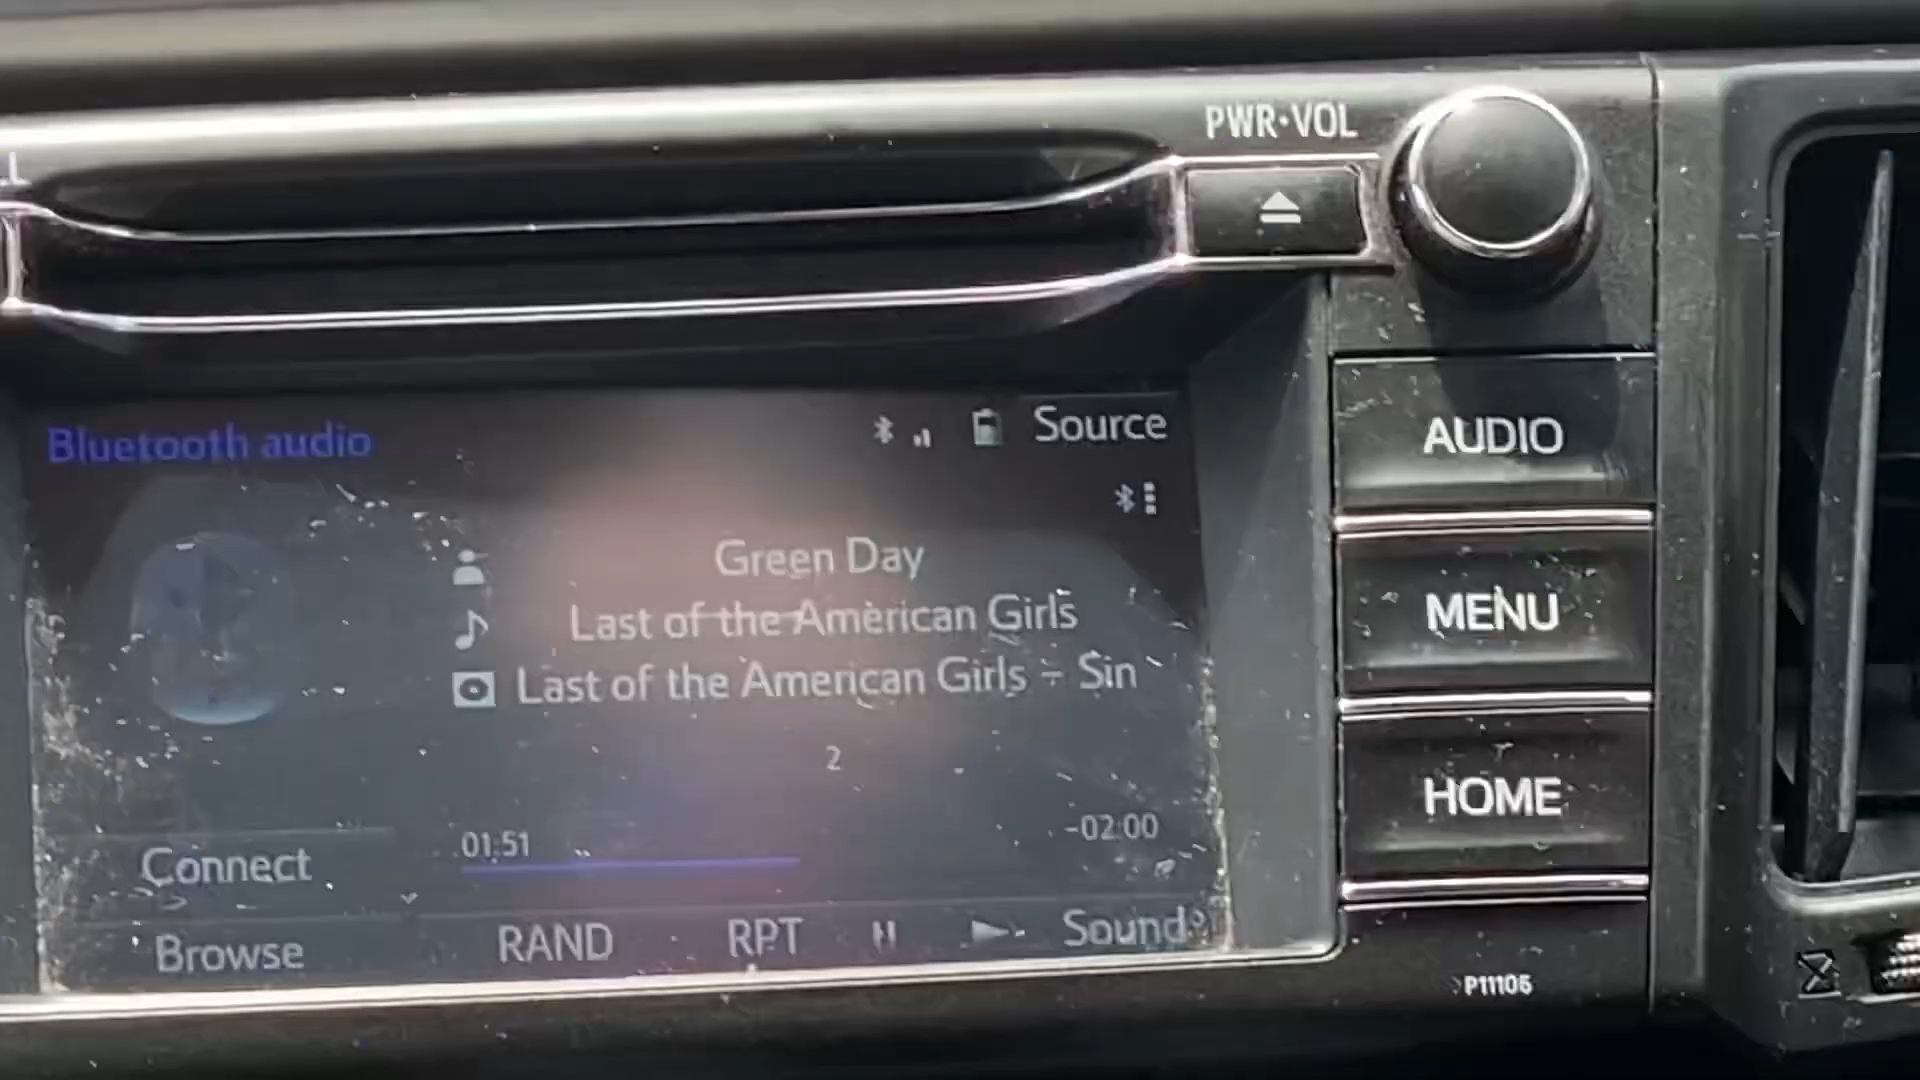 PWR•VOL
Bluetooth audio
Source
AUDIO
Green Day
Last of the American Girls
MENU
Last of the American Girls - Sin
2
HOME
01:51
-02:00
Connect
Browse
RAND
RPT
Sound
P11106